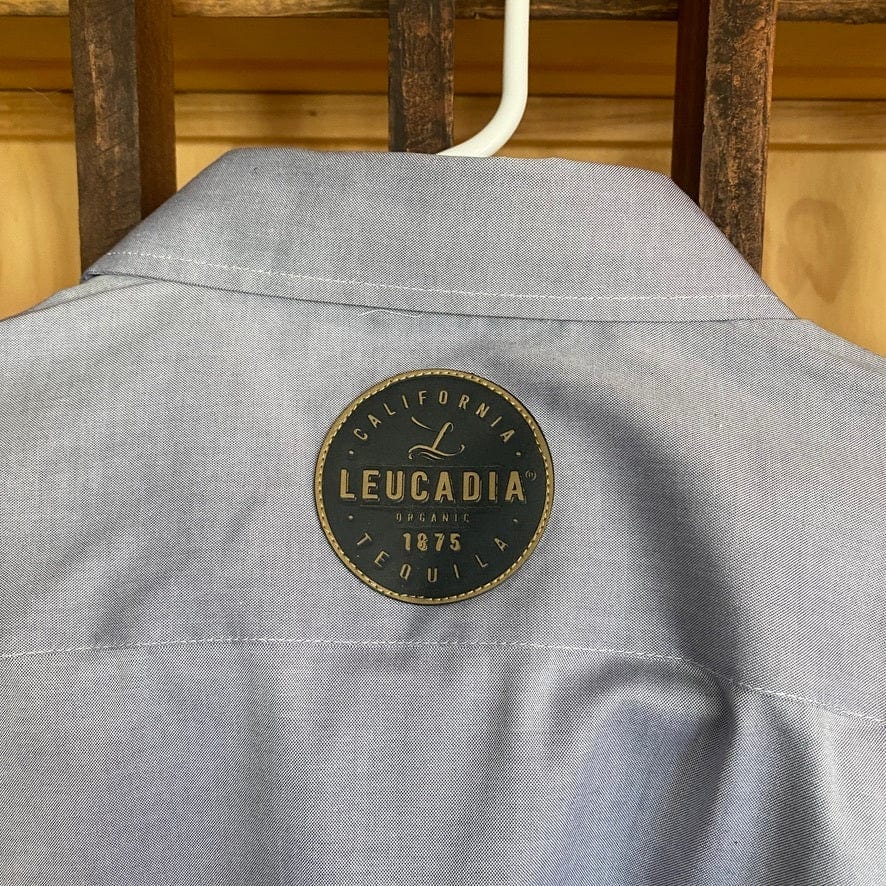 CALIFORNIA
L
LEUCADIA®
ORGANIC
1875
TEQUILA